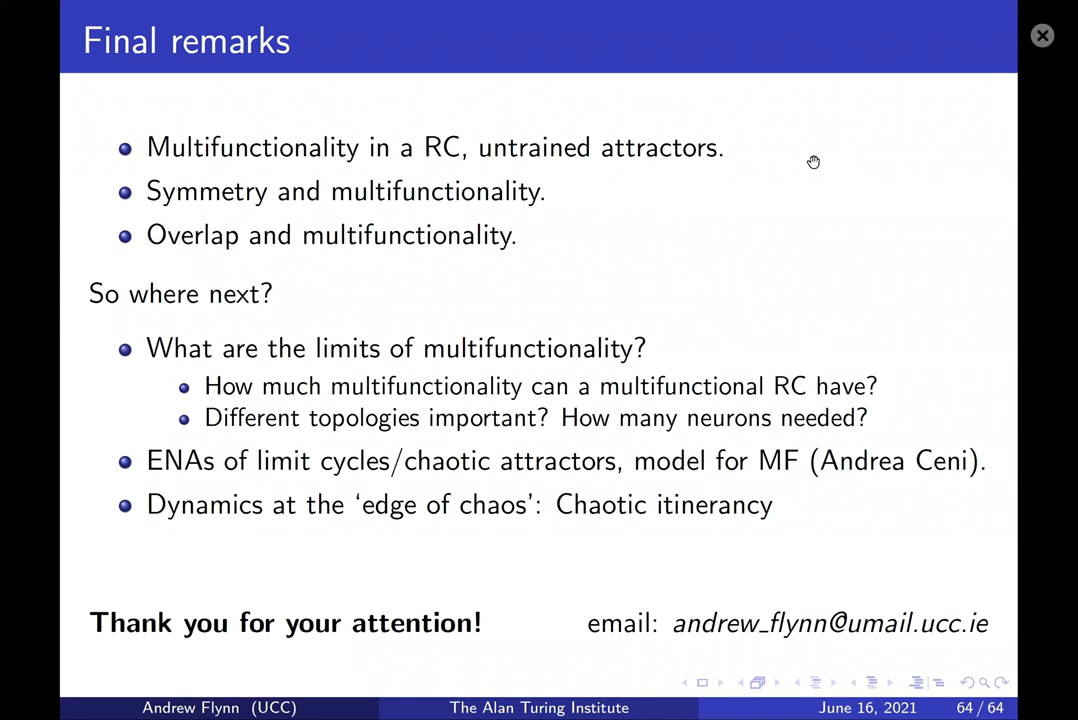 Final remarks
Multifunctionality in a RC, untrained attractors.
Symmetry and multifunctionality.
Overlap and multifunctionality.
So where next?
What are the limits of multifunctionality?
How much multifunctionality can a multifunctional RC have?
Different topologies important? How many neurons needed?
ENAs of limit cycles/chaotic attractors, model for MF (Andrea Ceni).
Dynamics at the ‘edge of chaos’: Chaotic itinerancy
Thank you for your attention! email: andrew_flynn@umail.ucc.ie
Andrew Flynn (UCC) The Alan Turing Institute June 16, 2021 64/64